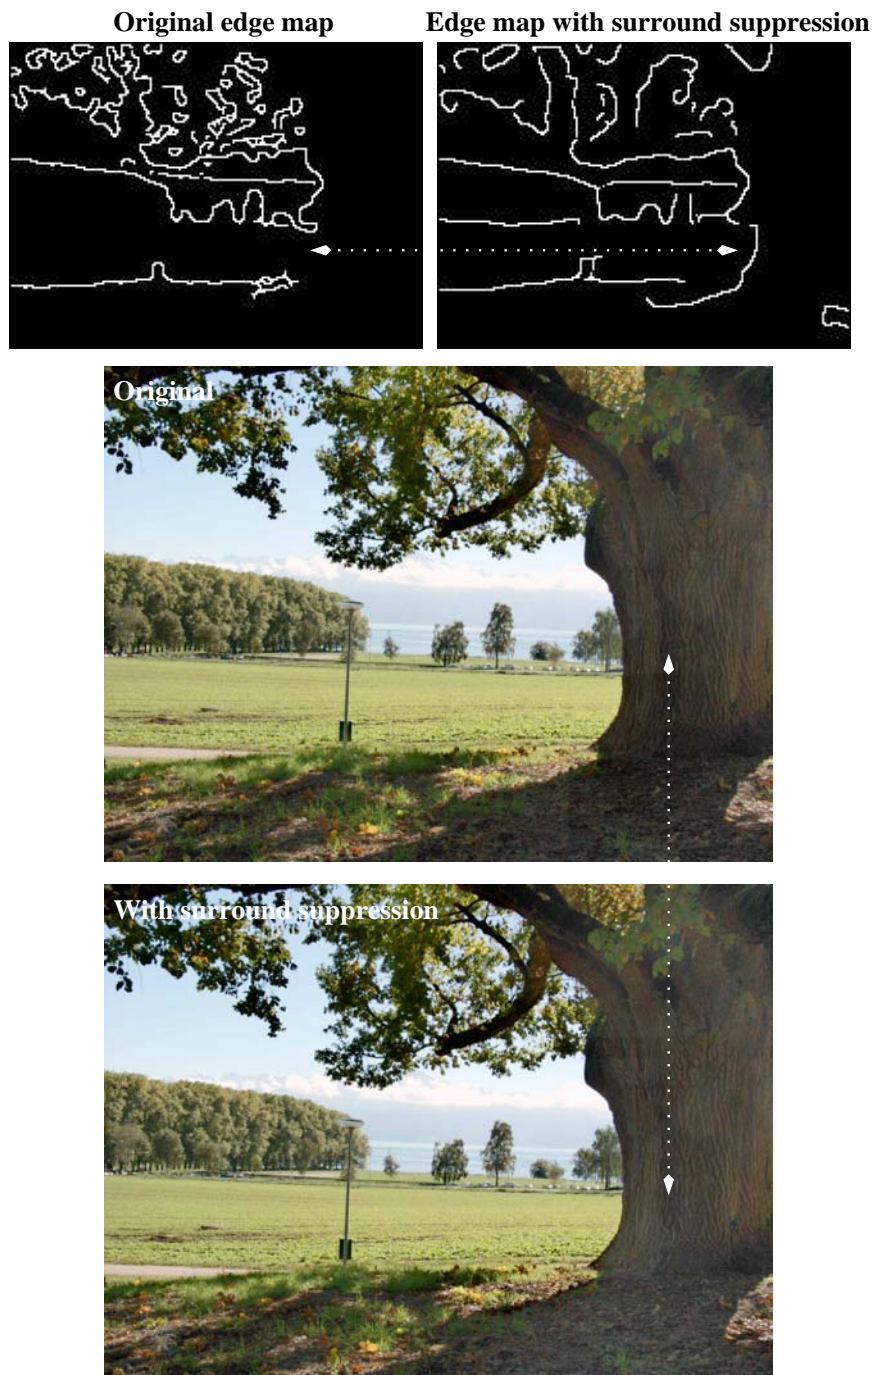 Original edge map
Edge map with surround suppression
Original
With surround suppression